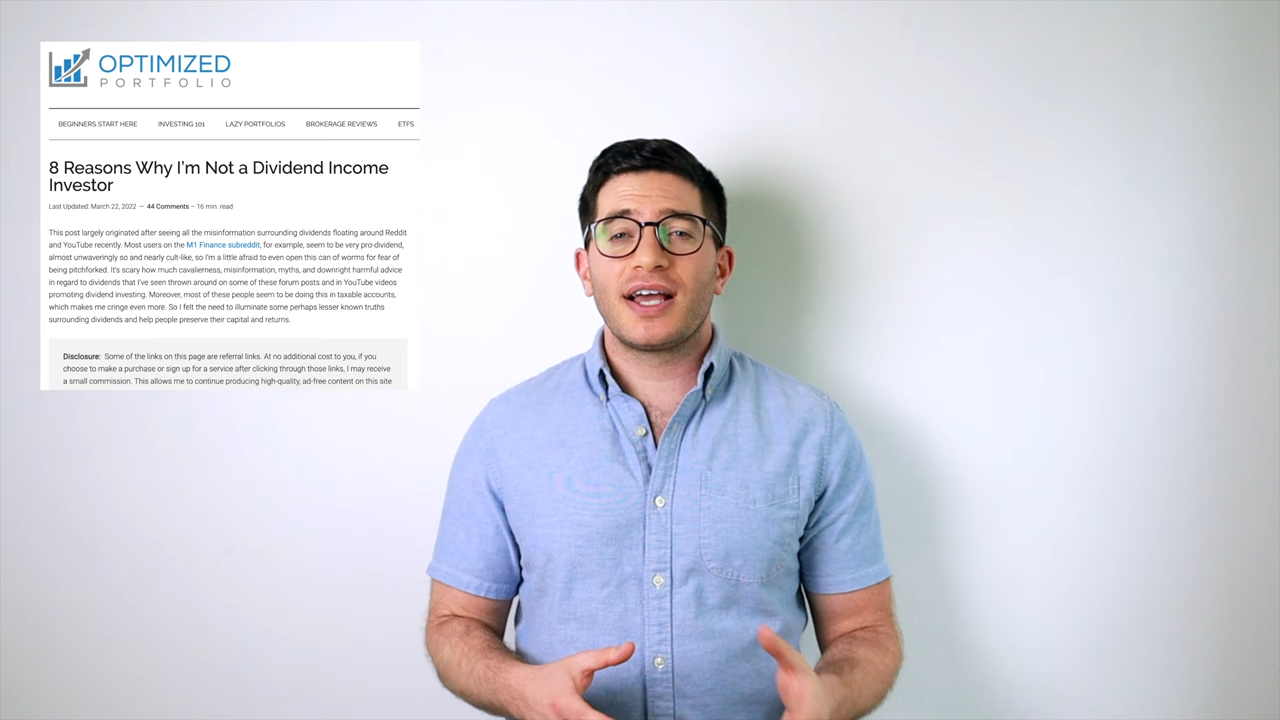 OPTIMIZED
PORTFOLIO
BEGINNERS START HERE INVESTING 101 LAZY PORTFOLIOS BROKERAGE REVIEWS ETFS
8 Reasons Why I'm Not a Dividend Income
Investor
Last Updated: March 22, 2022 — 44 Comments – 16 min. read
This post largely originated after seeing all the misinformation surrounding dividends floating around Reddit
and YouTube recently. Most users on the M1 Finance subreddit, for example, seem to be very pro-dividend,
almost unwaveringly so and nearly cult-like, so I'm a little afraid to even open this can of worms for fear of
being pitchforked. It's scary how much cavalierness, misinformation, myths, and downright harmful advice
in regard to dividends that I've seen thrown around on some of these forum posts and in YouTube videos
promoting dividend investing. Moreover, most of these people seem to be doing this in taxable accounts,
which makes me cringe even more. So I felt the need to illuminate some perhaps lesser known truths
surrounding dividends and help people preserve their capital and returns.
Disclosure: Some of the links on this page are referral links. At no additional cost to you, if you
choose to make a purchase or sign up for a service after clicking through those links, I may receive
a small commission. This allows me to continue producing high-quality, ad-free content on this site